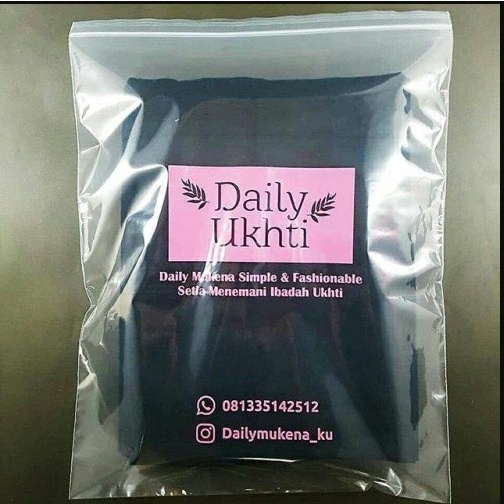 Daily
Ukhti
Daily Mukena Simple & Fashionable
Setia Menemani Ibadah Ukhti
081335142512
Dailymukena_ku